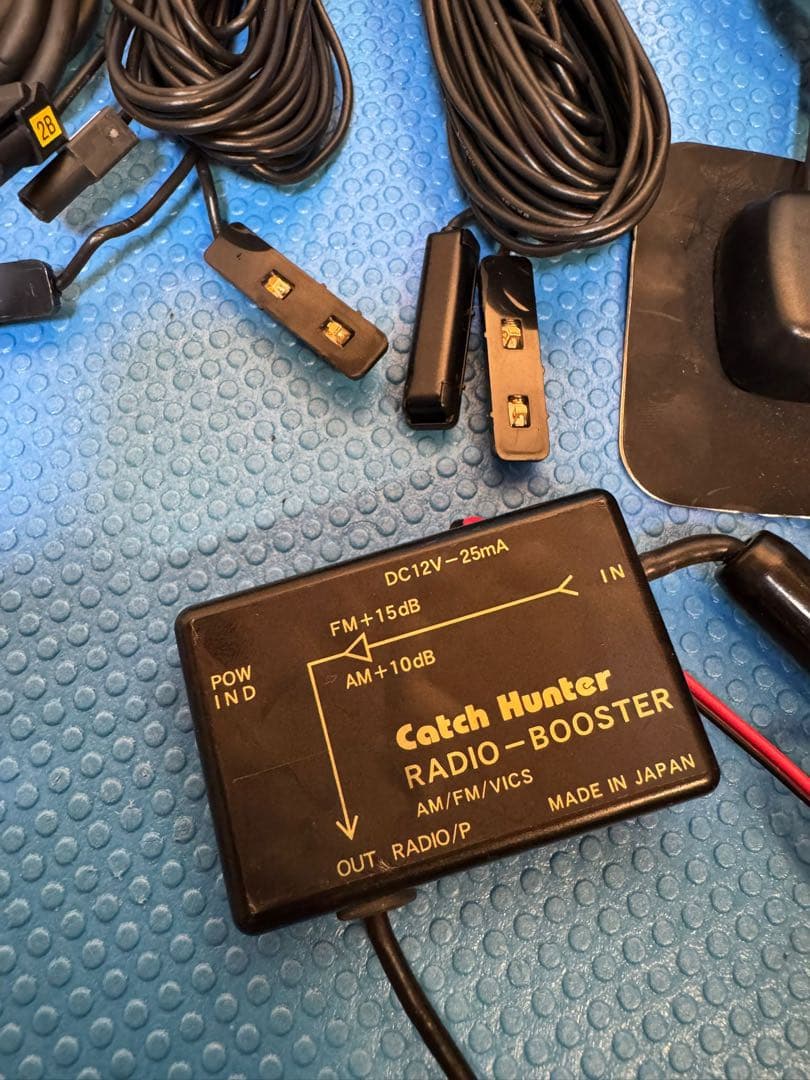 2B
DC12V－25mA
IN
FM＋15dB
AM＋10dB
POW
IND
Catch Hunter
RADIO－BOOSTER
AM/FM/VICS
MADE IN JAPAN
OUT RADIO/P